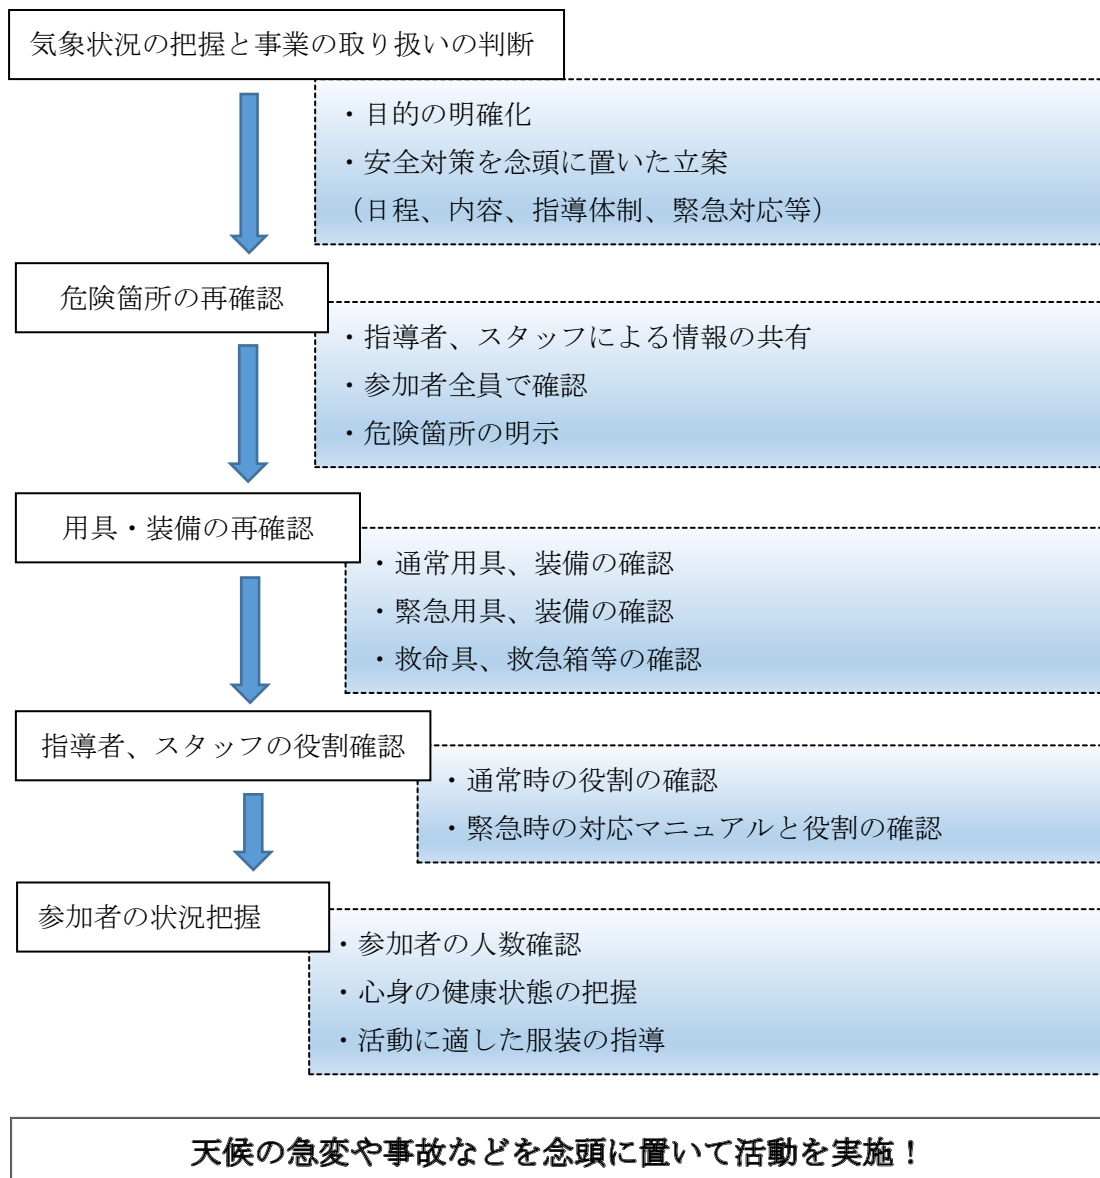 気象状況の把握と事業の取り扱いの判断
・目的の明確化
・安全対策を念頭に置いた立案
（日程、内容、指導体制、緊急対応等）
危険箇所の再確認
・指導者、スタッフによる情報の共有
・参加者全員で確認
・危険箇所の明示
用具・装備の再確認
・通常用具、装備の確認
・緊急用具、装備の確認
・救命具、救急箱等の確認
指導者、スタッフの役割確認
・通常時の役割の確認
・緊急時の対応マニュアルと役割の確認
参加者の状況把握
・参加者の人数確認
・心身の健康状態の把握
・活動に適した服装の指導
天候の急変や事故などを念頭に置いて活動を実施！